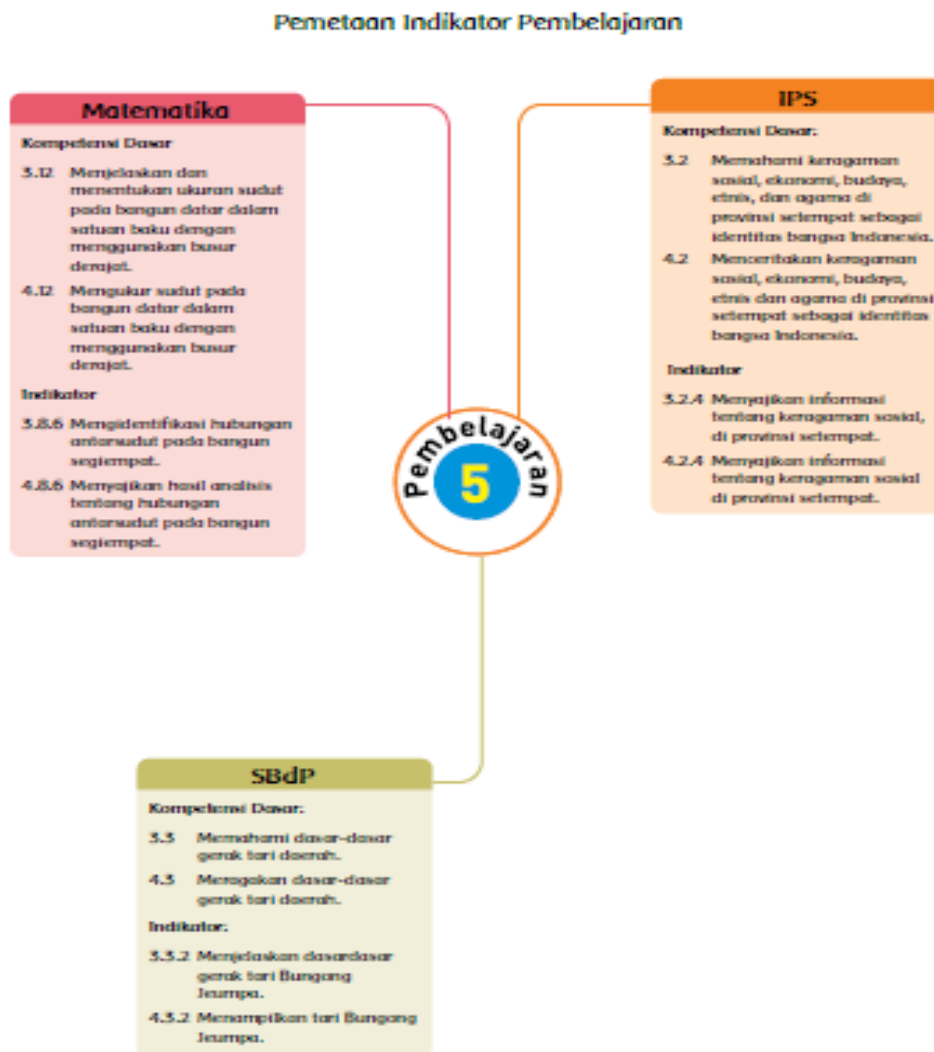 Pemetaan Indikator Pembelajaran
Matematika
Kompetensi Dasar
3.12 Menjelaskan dan
menentukan ukuran sudut
pada bangun datar dalam
satuan baku dengan
menggunakan busur
derajat.
4.12 Mengukur sudut pada
bangun datar dalam
satuan baku dengan
menggunakan busur
derajat.
Indikator
3.8.6 Mengidentifikasi hubungan
antarsudut pada bangun
segiempat.
4.8.6 Menyajikan hasil analisis
tentang hubungan
antarsudut pada bangun
segiempat.
IPS
Kompetensi Dasar:
3.2 Memahami keragaman
sosial, ekonomi, budaya,
etnis, dan agama di
provinsi setempat sebagai
identitas bangsa Indonesia.
4.2 Menceritakan keragaman
sosial, ekonomi, budaya,
etnis dan agama di provinsi
setempat sebagai identitas
bangsa Indonesia.
Indikator
3.2.4 Menyajikan informasi
tentang keragaman sosial,
di provinsi setempat.
4.2.4 Menyajikan informasi
tentang keragaman sosial
di provinsi setempat.
Pembelajaran
5
SBdP
Kompetensi Dasar:
3.3 Memahami dasar-dasar
gerak tari daerah.
4.3 Meragakan dasar-dasar
gerak tari daerah.
Indikator:
3.3.2 Menjelaskan dasardasar
gerak tari Bungong
Jeumpa.
4.3.2 Menampilkan tari Bungong
Jeumpa.